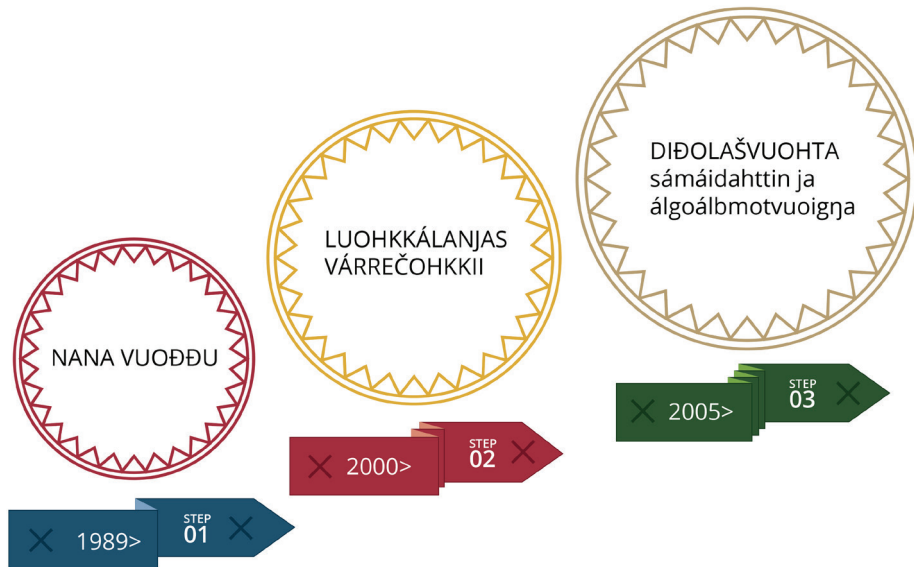 NANA VUOĐĐU
1989>
STEP
01
LUOHKKÁLANJAS
VÁRREČOHKKII
2000>
STEP
02
DIĐOLAŠVUOHTA
sámáidahttin ja
álgoálbmotvuoigŋa
2005>
STEP
03